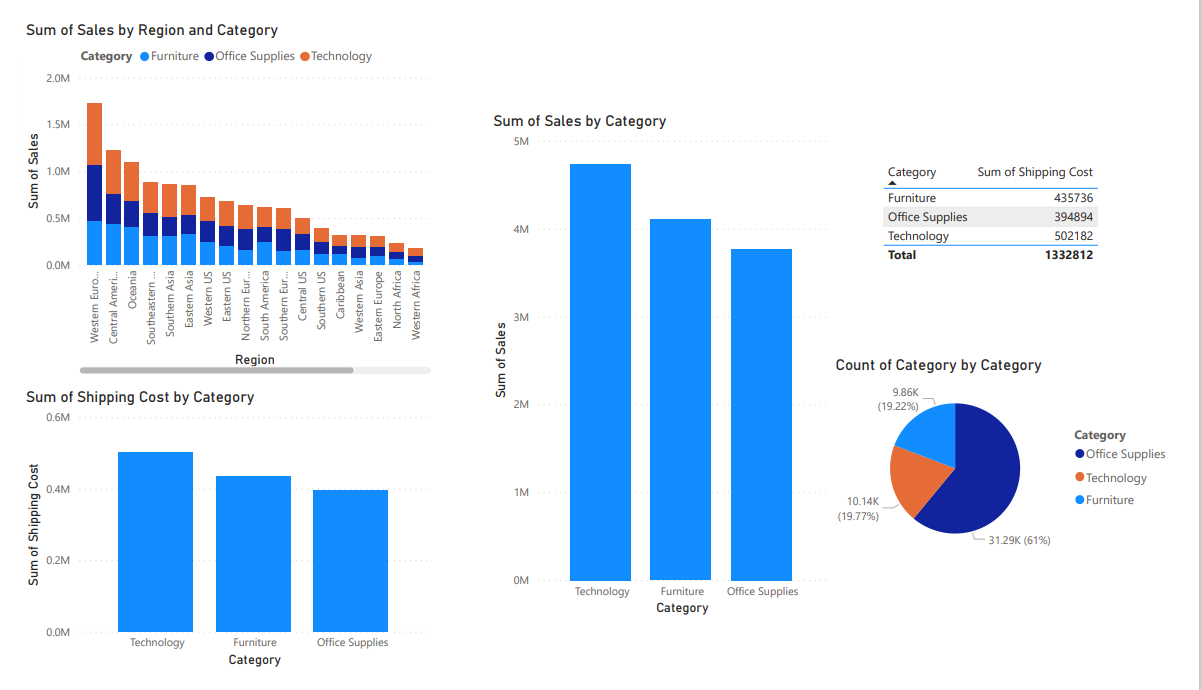 Sum of Sales by Region and Category
Category Furniture Office Supplies Technology
Sum of Sales
2.0M
1.5M
1.0M
0.5M
0.0M
Western Euro...
Central Ameri...
Oceania
Southeastern ...
Southern Asia
Eastern Asia
Western US
Eastern US
Northern Eur...
South America
Southern Eur...
Central US
Southern US
Caribbean
Western Asia
Eastern Europe
North Africa
Western Africa
Region
Sum of Shipping Cost by Category
Sum of Shipping Cost
0.6M
0.4M
0.2M
0.0M
Technology
Furniture
Office Supplies
Category
Sum of Sales by Category
Sum of Sales
5M
4M
3M
2M
1M
0M
Technology
Furniture
Office Supplies
Category
Category Sum of Shipping Cost
Furniture 435736
Office Supplies 394894
Technology 502182
Total 1332812
Count of Category by Category
9.86K
(19.22%)
10.14K
(19.77%)
31.29K (61%)
Category
Office Supplies
Technology
Furniture